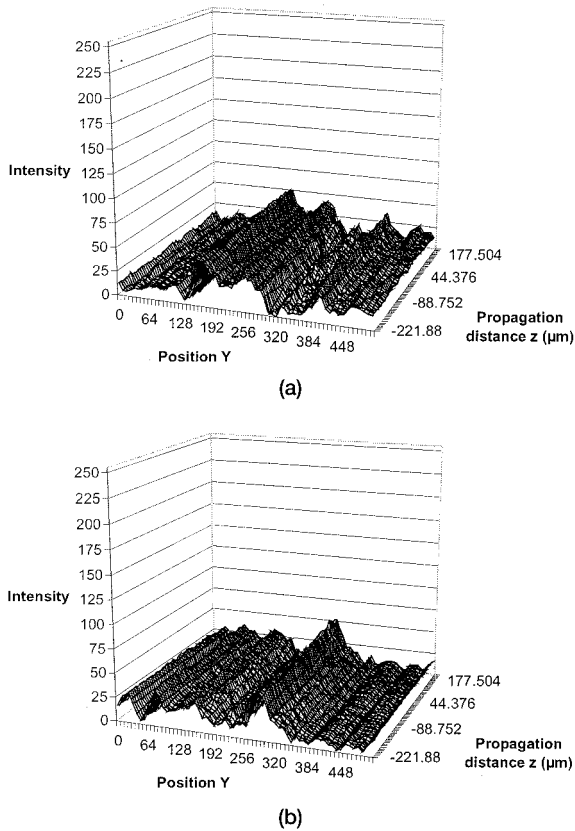 250
225
200
175
150
125
100
75
50
25
0
Intensity
0 64 128 192 256 320 384 448
Position Y
177.504
44.376
-88.752
-221.88
Propagation
distance z (µm)
(a)
250
225
200
175
150
125
100
75
50
25
0
Intensity
0 64 128 192 256 320 384 448
Position Y
177.504
44.376
-88.752
-221.88
Propagation
distance z (µm)
(b)